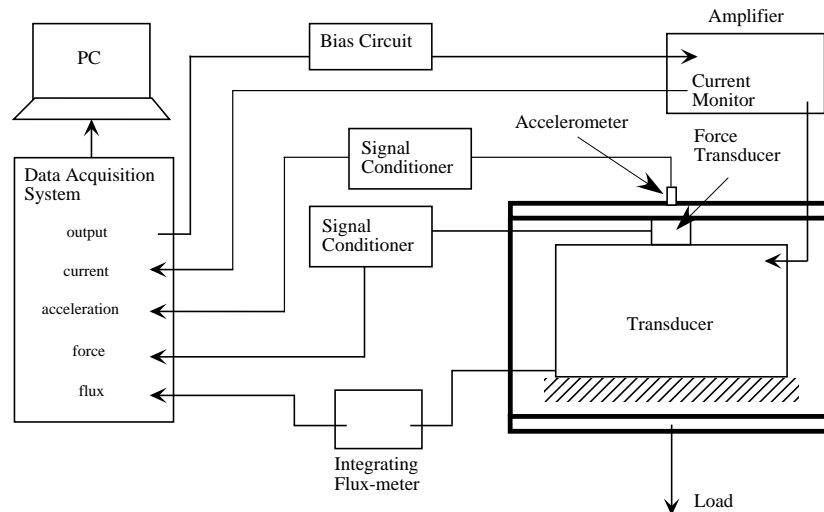 Amplifier
Bias Circuit
PC
Current
Monitor
Accelerometer
Force
Transducer
Signal
Conditioner
Data Acquisition
System
Signal
Conditioner
output
current
acceleration
Transducer
force
flux
Integrating
Flux-meter
Load